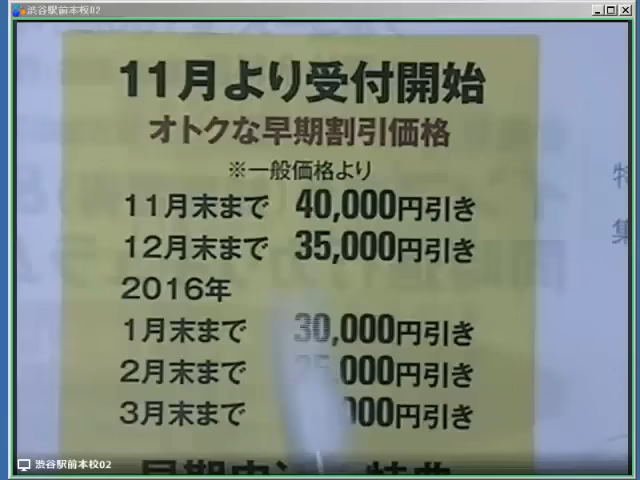 渋谷駅前本校02
11月より受付開始
オトクな早期割引価格
※一般価格より
11月末まで 40,000円引き
12月末まで 35,000円引き
2016年
1月末まで 30,000円引き
2月末まで 000円引き
3月末まで 000円引き
特
集
渋谷駅前本校02